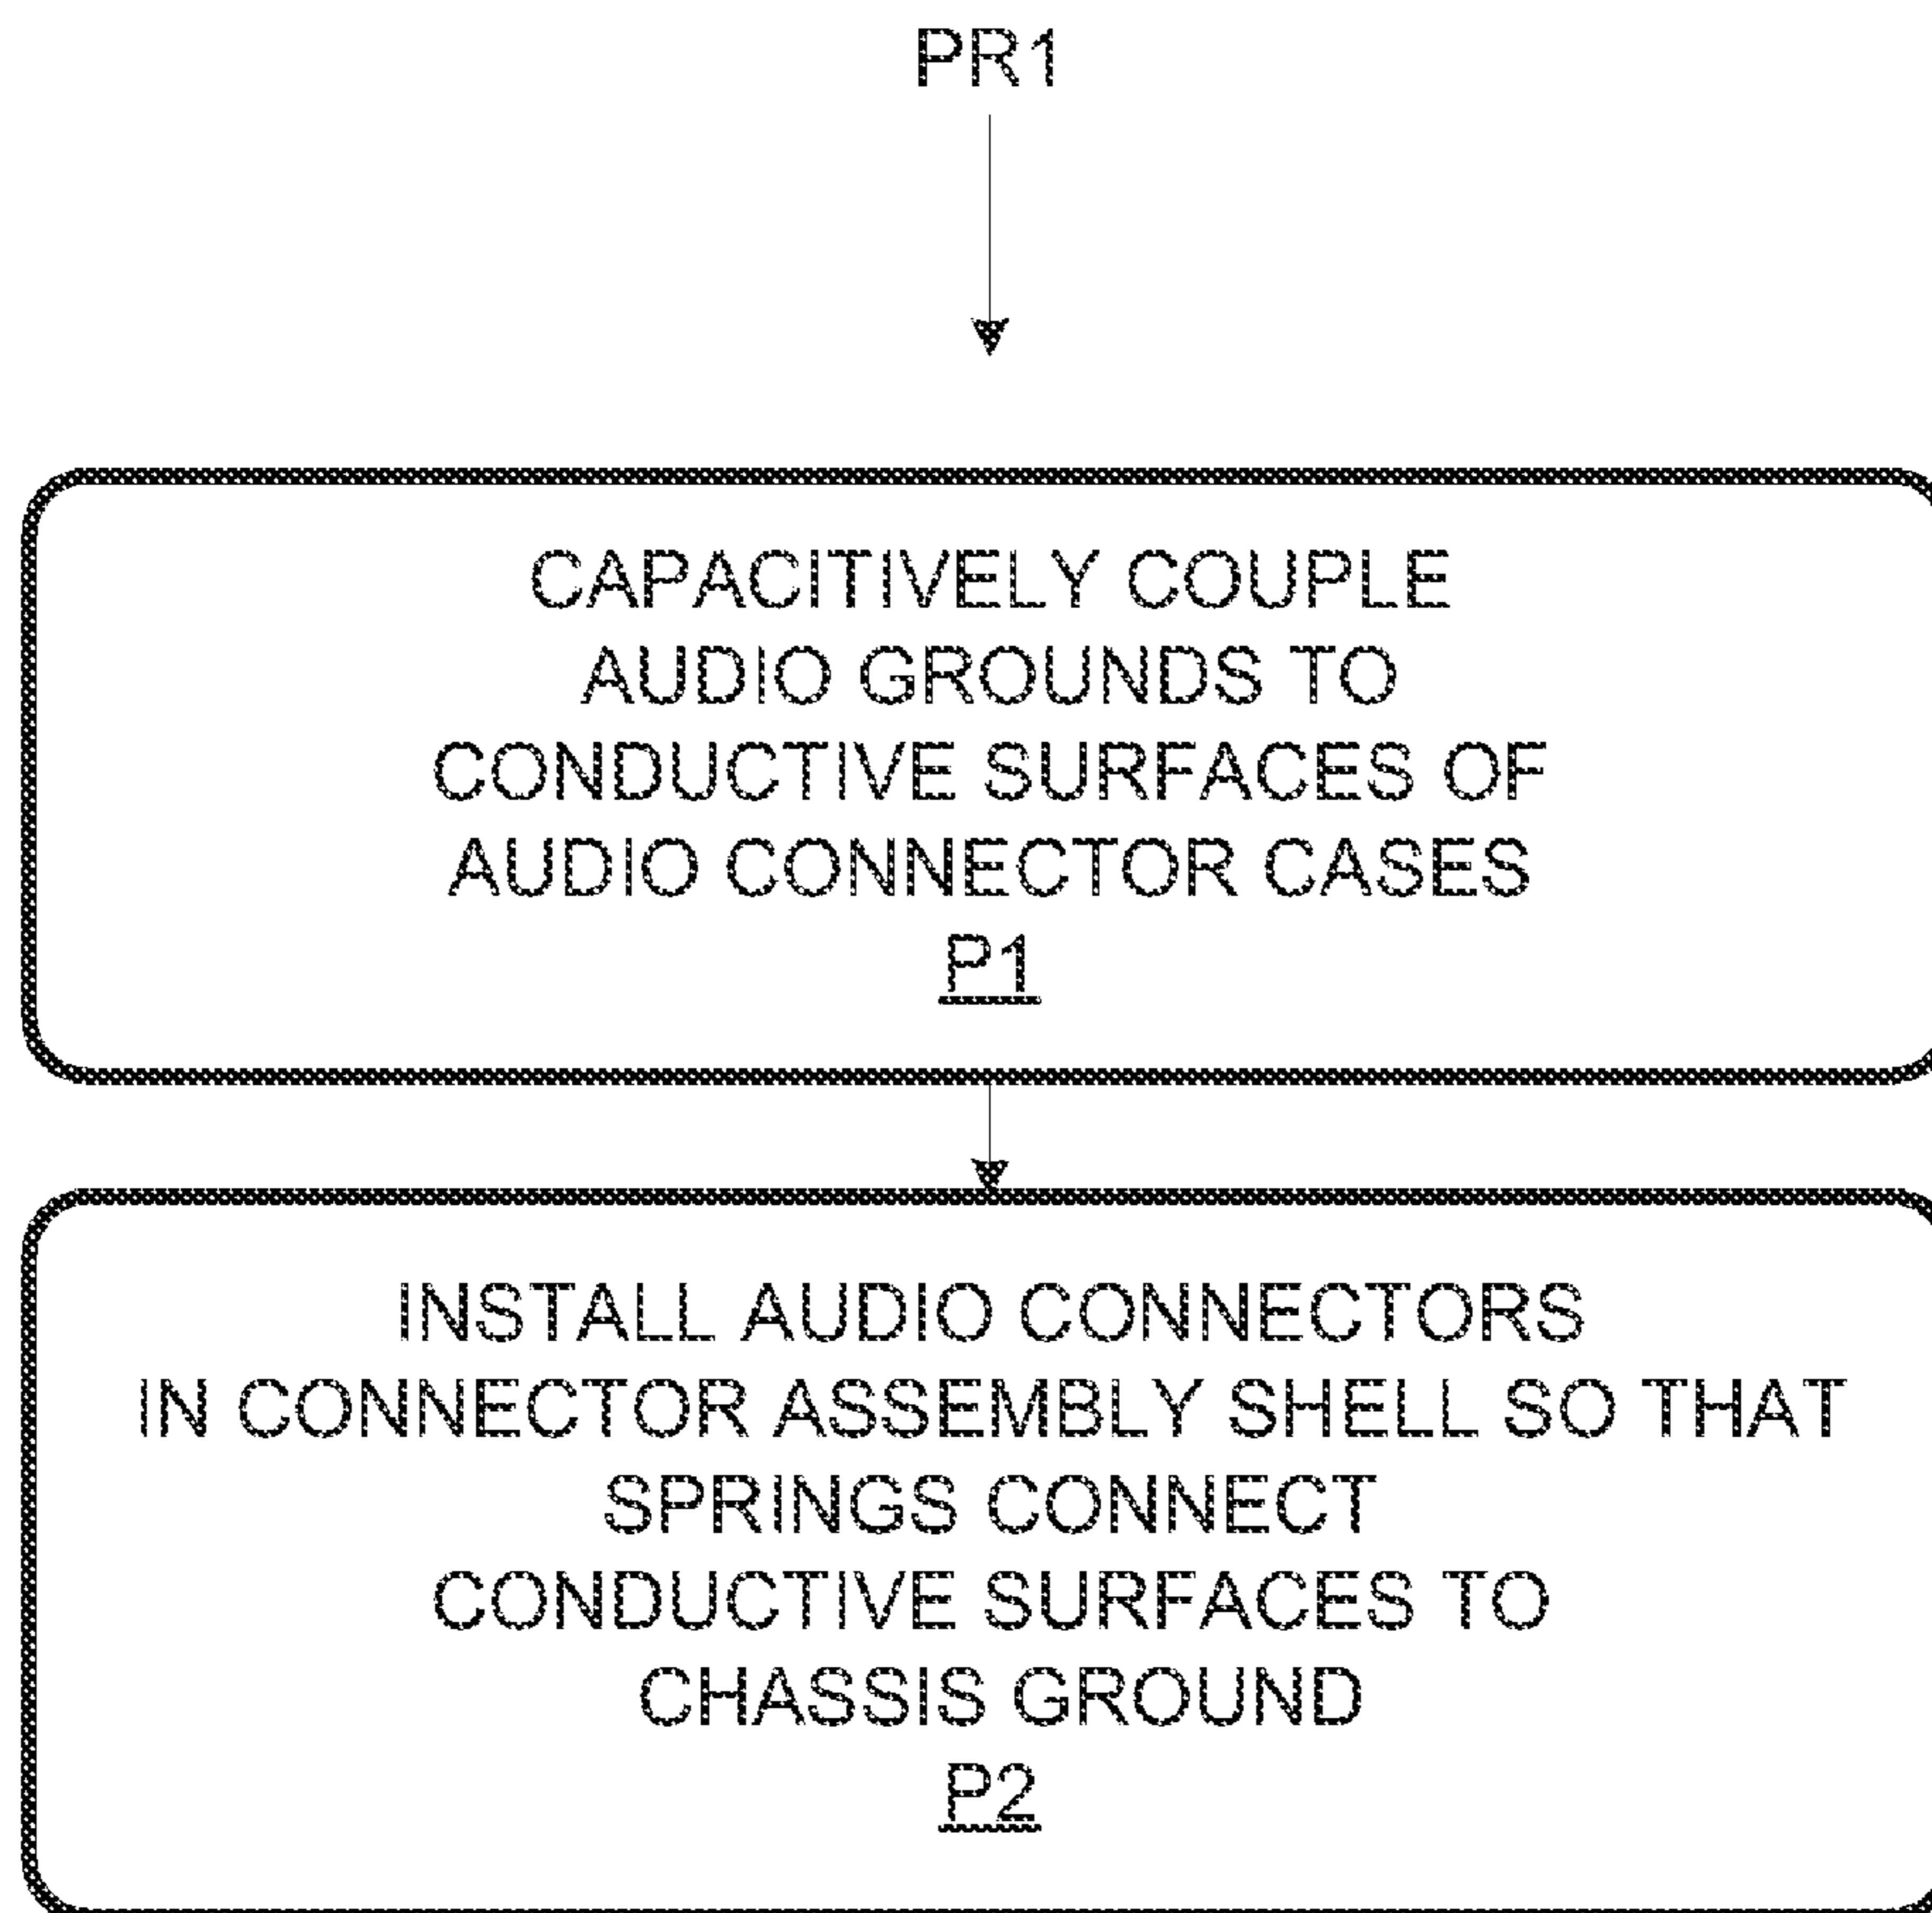 PR1
CAPACITIVELY COUPLE
AUDIO GROUNDS TO
CONDUCTIVE SURFACES OF
AUDIO CONNECTOR CASES
P1
INSTALL AUDIO CONNECTORS
IN CONNECTOR ASSEMBLY SHELL SO THAT
SPRINGS CONNECT
CONDUCTIVE SURFACES TO
CHASSIS GROUND
P2